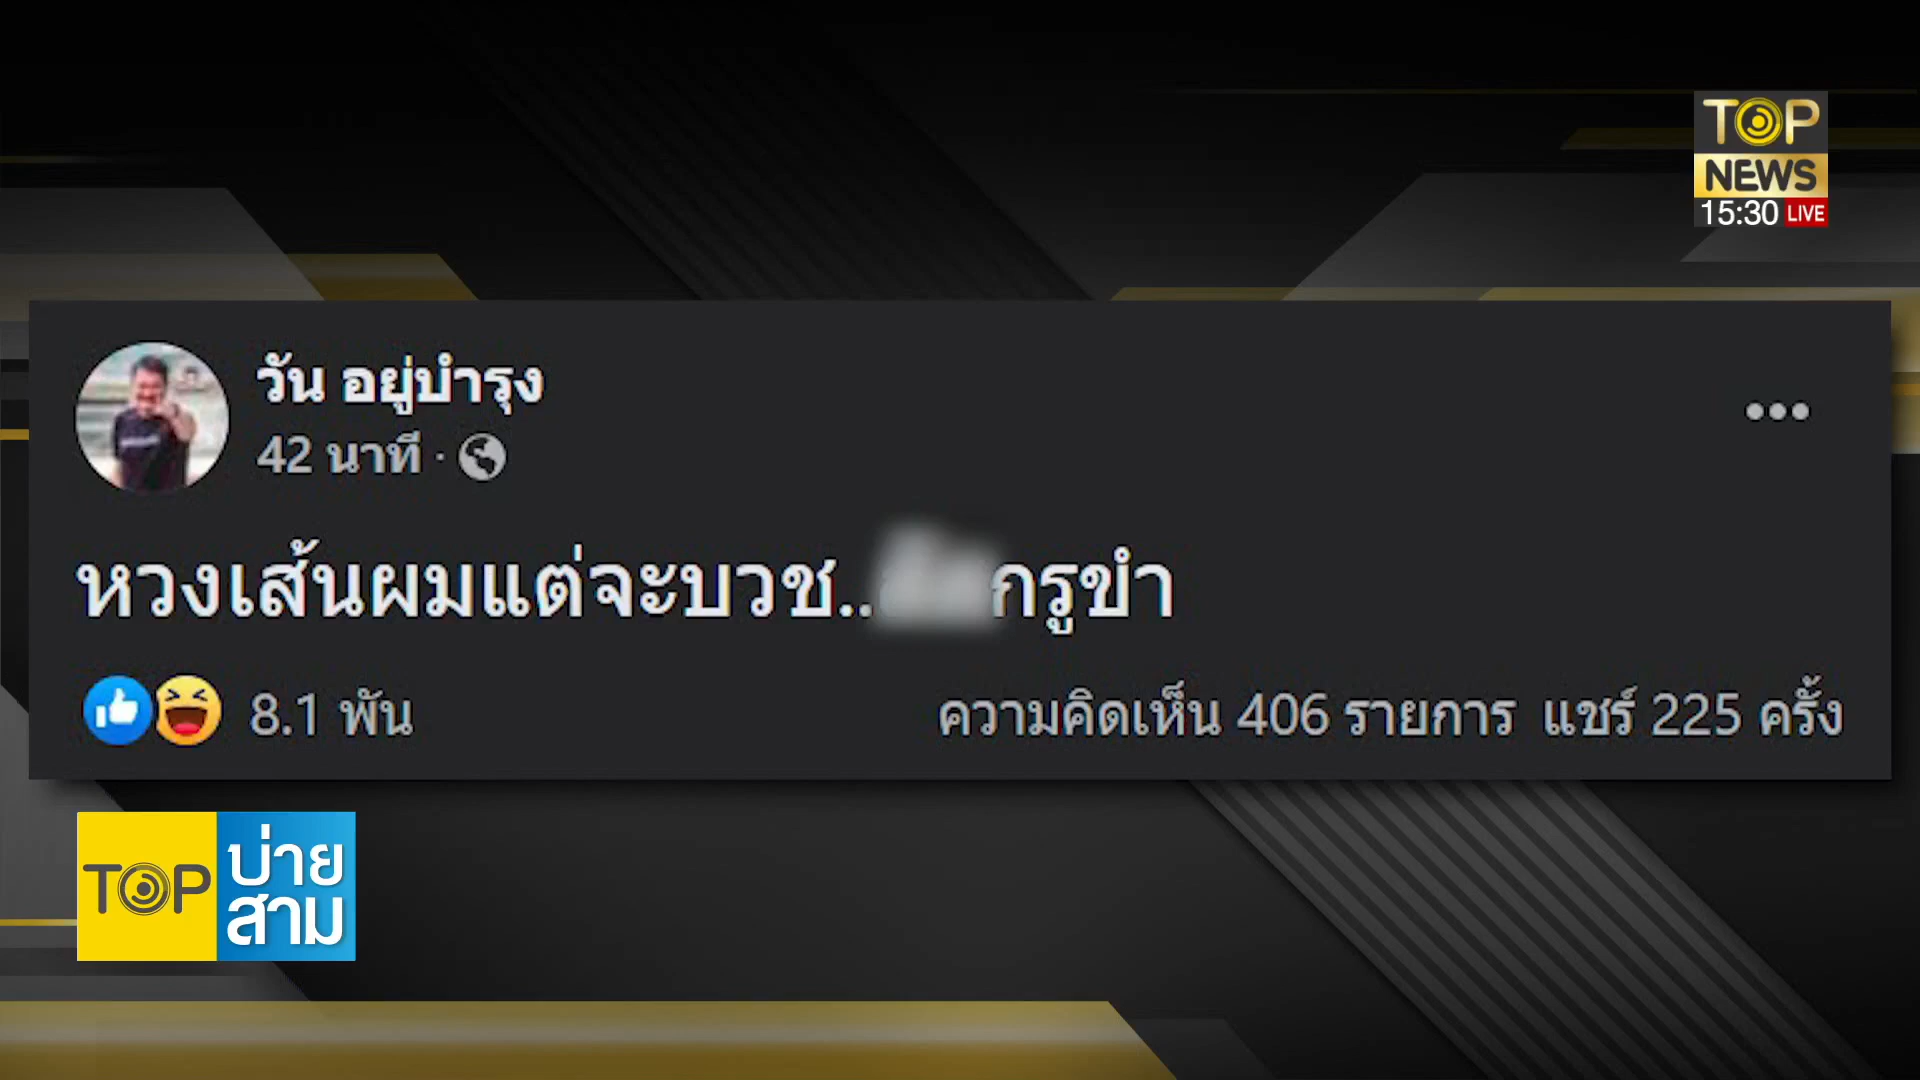 TOP
NEWS
15:30 LIVE
วัน อยู่บำรุง
42 นาที ·
หวงเส้นผมแต่จะบวช.. กรูขำ
8.1 พัน
ความคิดเห็น 406 รายการ แชร์ 225 ครั้ง
TOP
บ่าย
สาม